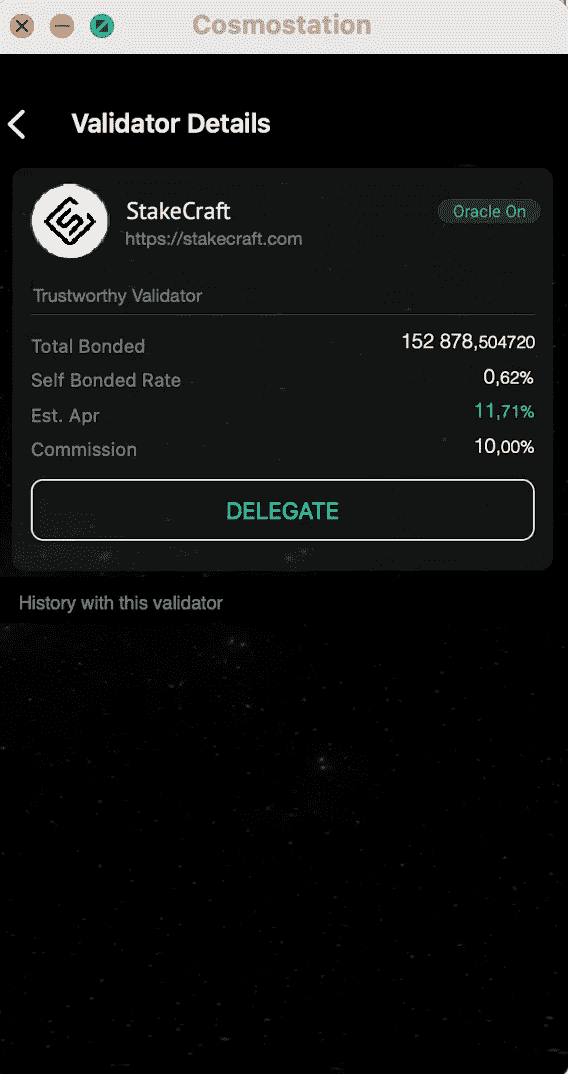 Cosmostation
Validator Details
StakeCraft
Oracle On
https://stakecraft.com
Trustworthy Validator
Total Bonded 152 878,504720
Self Bonded Rate 0,62%
Est. Apr 11,71%
Commission 10,00%
DELEGATE
History with this validator